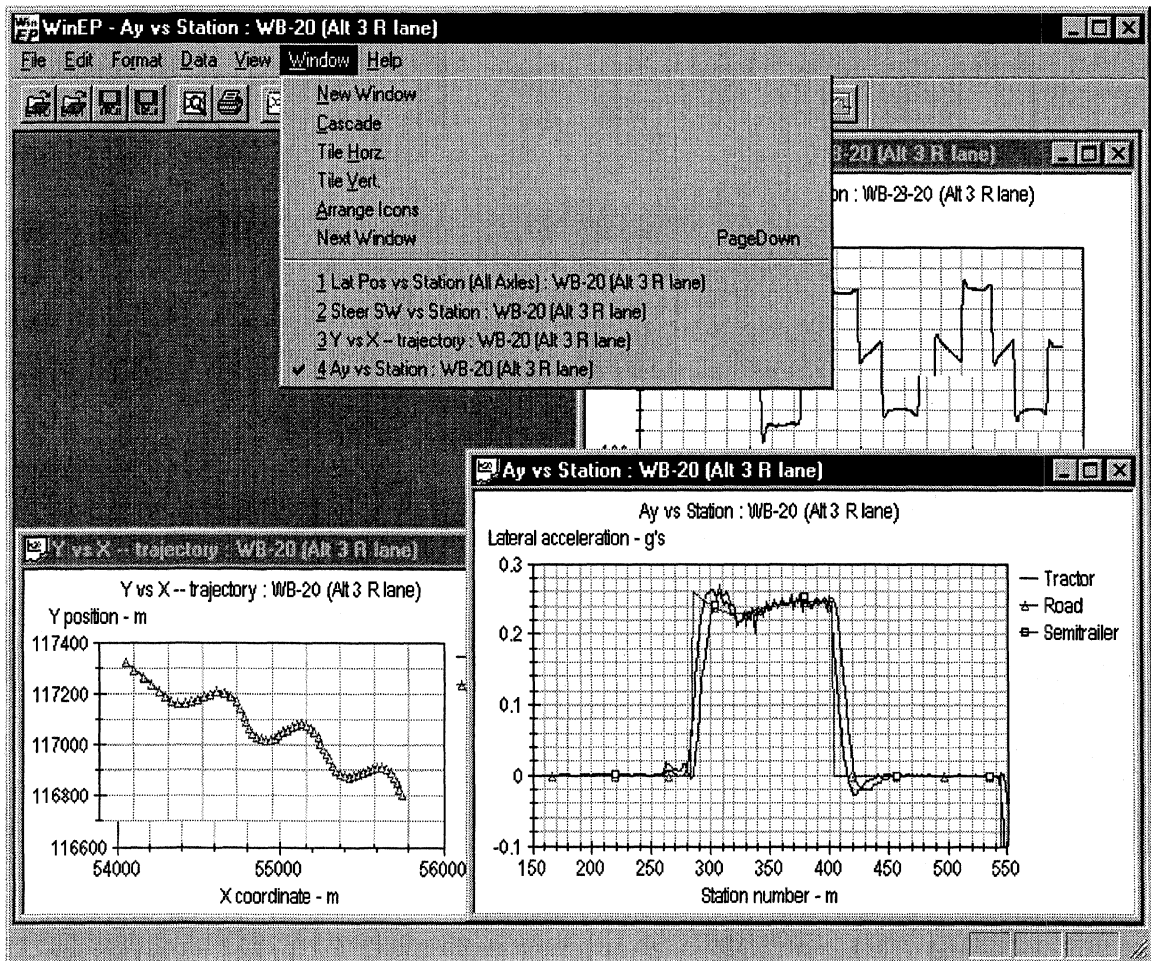 WinEP - Ay vs Station : WB-20 (Alt 3 R lane)
File Edit Format Data View Window Help
New Window
Cascade
Tile Horz.
Tile Vert.
Arrange Icons
Next Window PageDown
1 Lat Pos vs Station (All Axles) : WB-20 (Alt 3 R lane)
2 Steer SW vs Station : WB-20 (Alt 3 R lane)
3 Y vs X -- trajectory : WB-20 (Alt 3 R lane)
✔ 4 Ay vs Station : WB-20 (Alt 3 R lane)
B-20 (Alt 3 R lane)
on : WB-23-20 (Alt 3 R lane)
Ay vs Station : WB-20 (Alt 3 R lane)
Ay vs Station : WB-20 (Alt 3 R lane)
Lateral acceleration - g's
0.3
0.2
0.1
0
-0.1
150 200 250 300 350 400 450 500 550
Station number - m
Tractor
Road
Semitrailer
Y vs X -- trajectory : WB-20 (Alt 3 R lane)
Y vs X -- trajectory : WB-20 (Alt 3 R lane)
Y position - m
117400
117200
117000
116800
116600
54000 55000 56000
X coordinate - m